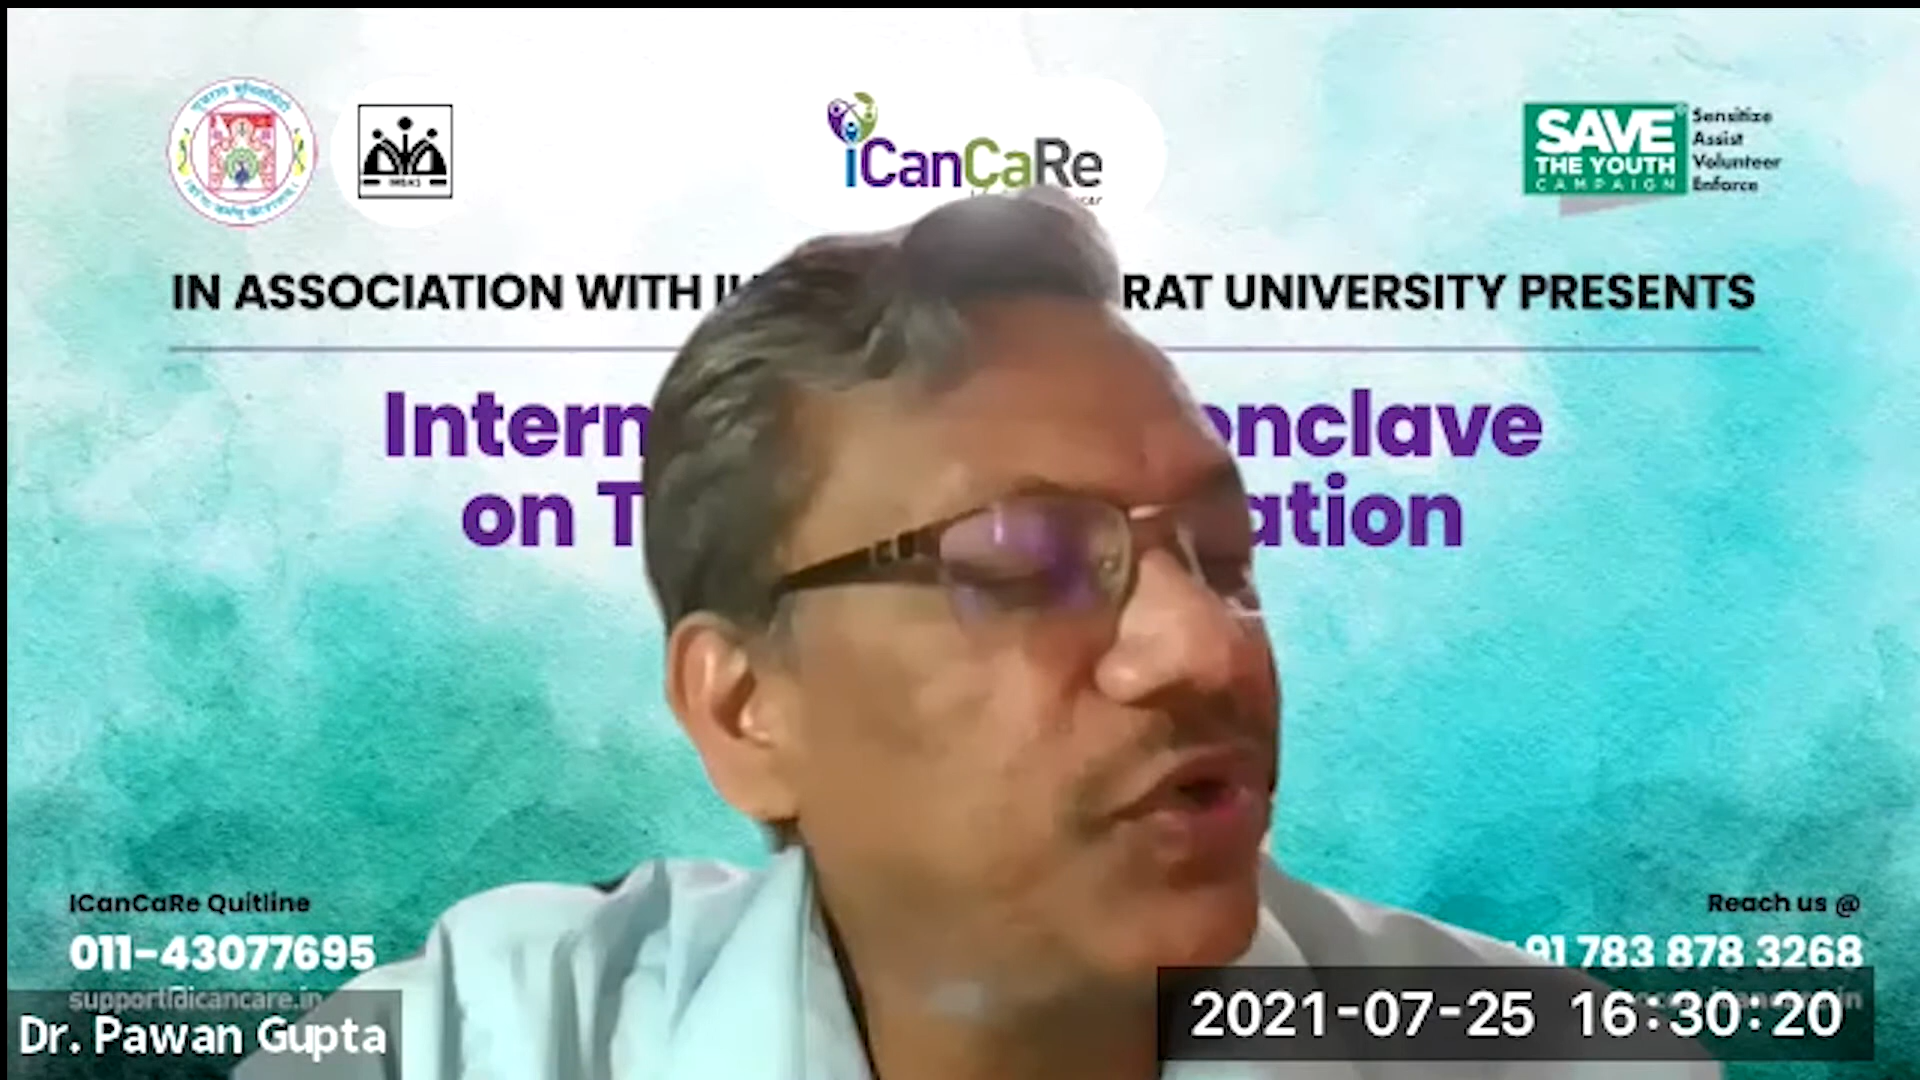 iCanCaRe
SAVE
THE YOUTH
CAMPAIGN
Sensitize
Assist
Volunteer
Enforce
IN ASSOCIATION WITH RAT UNIVERSITY PRESENTS
Intern onclave
on T ation
ICanCaRe Quitline
011-43077695
Reach us @
+91 783 878 3268
Dr. Pawan Gupta
2021-07-25 16:30:20